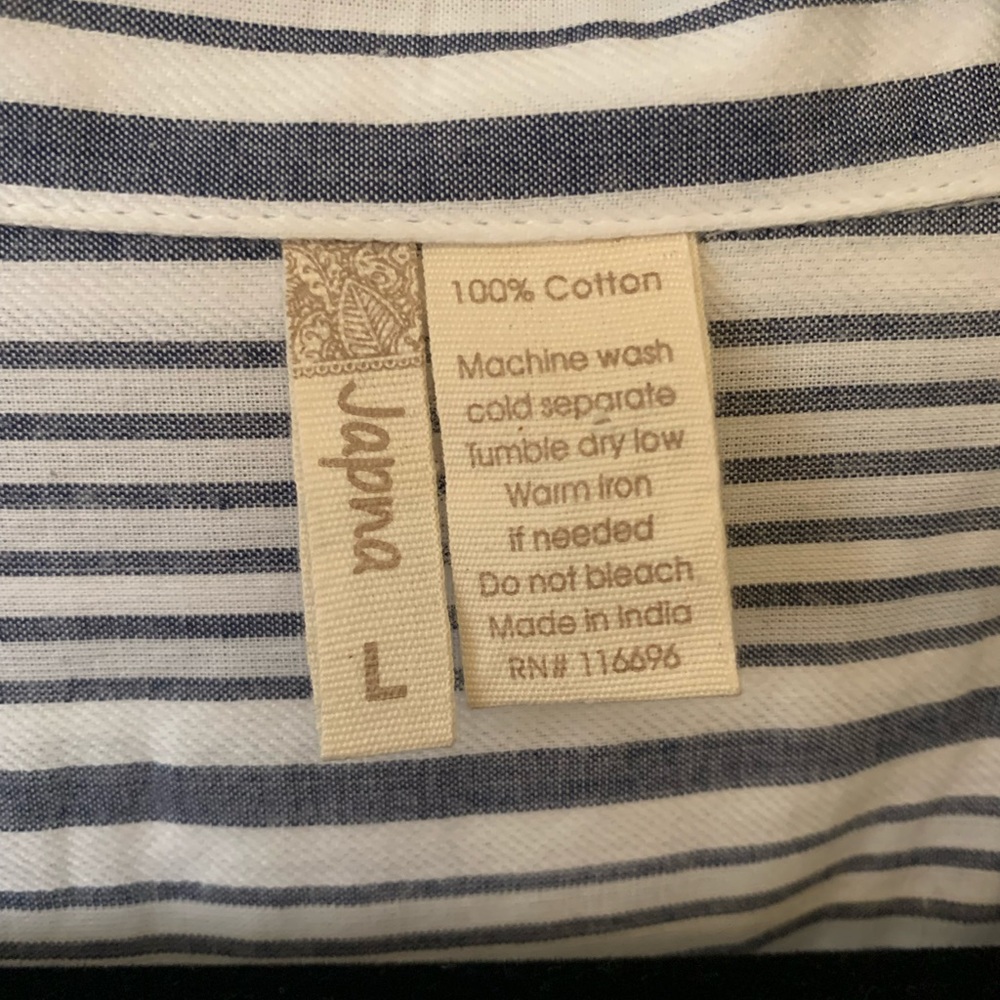 Japna
L
100% Cotton
Machine wash
cold separate
Tumble dry low
Warm iron
if needed
Do not bleach
Made in India
RN# 116696